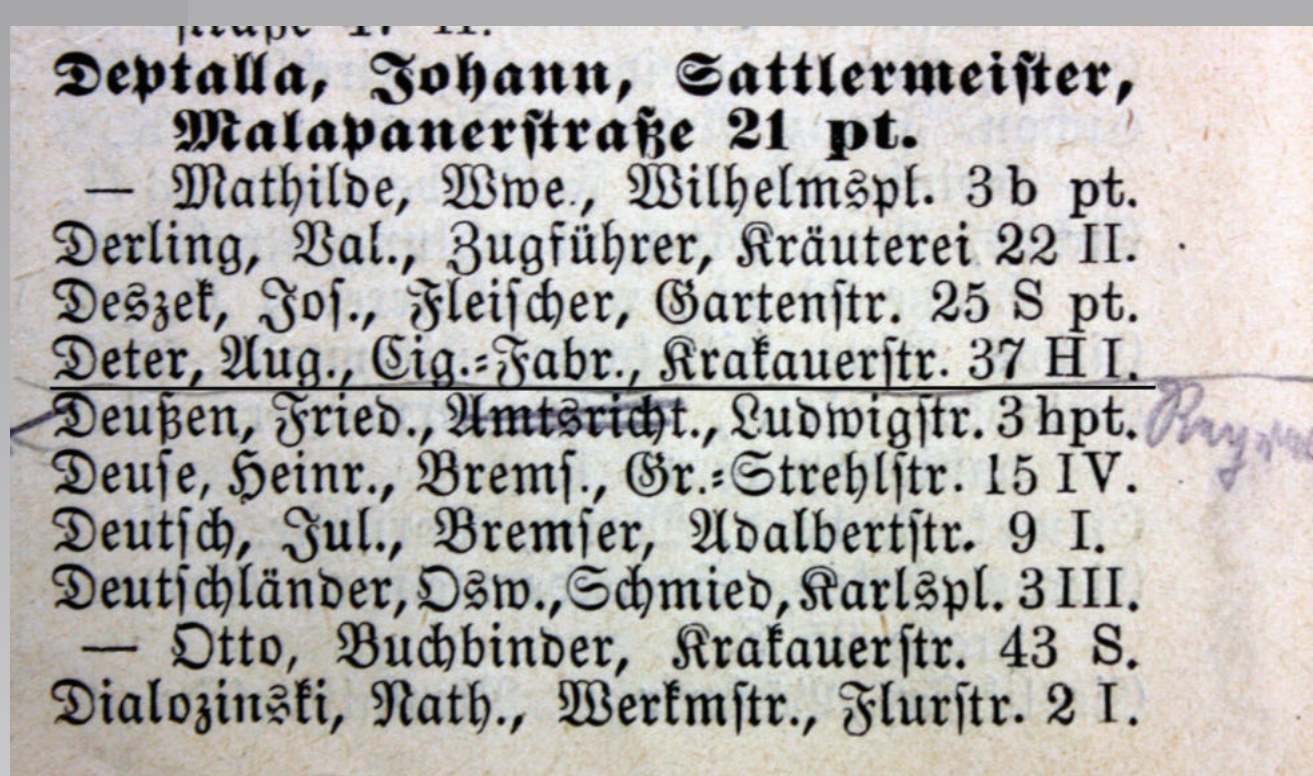 Deptalla, Johann, Sattlermeister,
Malapanerstraße 21 pt.
— Mathilde, Wwe., Wilhelmspl. 3b pt.
Derling, Val., Zugführer, Kräuterei 22 II.
Deszek, Jos., Fleischer, Gartenstr. 25 S pt.
Deter, Aug., Cig.=Fabr., Krakauerstr. 37 H I.
Deußen, Fried., Amtsricht., Ludwigstr. 3 hpt.
Deuse, Heinr., Brems., Gr.=Strehlstr. 15 IV.
Deutsch, Jul., Bremser, Adalbertstr. 9 I.
Deutschländer, Osw., Schmied, Karlspl. 3 III.
— Otto, Buchbinder, Krakauerstr. 43 S.
Dialozinski, Nath., Werkmstr., Flurstr. 2 I.